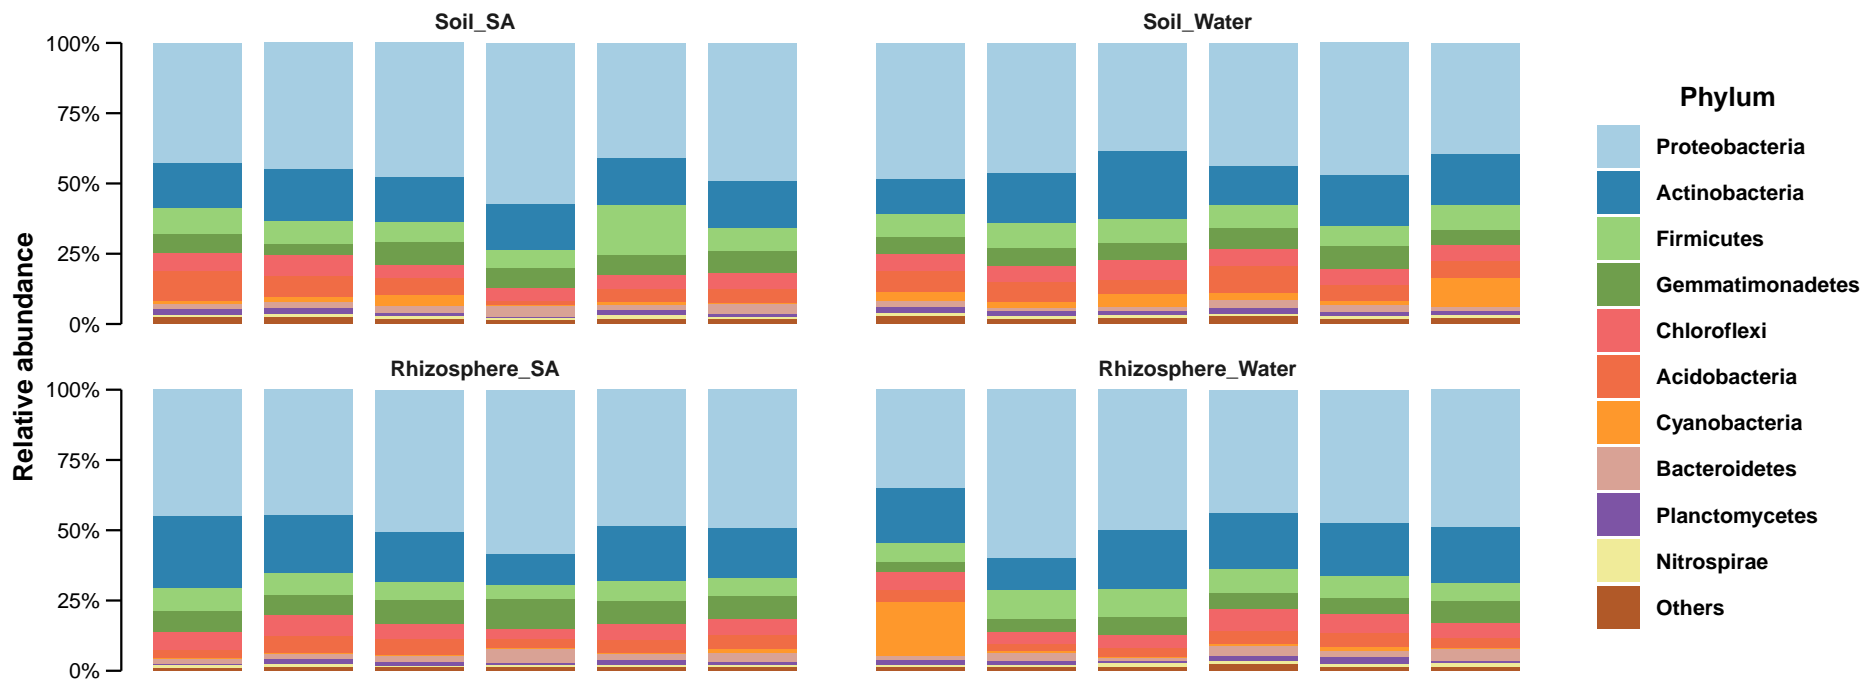 Soil_SA
Soil_Water
100%
75%
50%
25%
0%
Rhizosphere_SA
Rhizosphere_Water
100%
75%
50%
25%
0%
Relative abundance
Phylum
Proteobacteria
Actinobacteria
Firmicutes
Gemmatimonadetes
Chloroflexi
Acidobacteria
Cyanobacteria
Bacteroidetes
Planctomycetes
Nitrospirae
Others